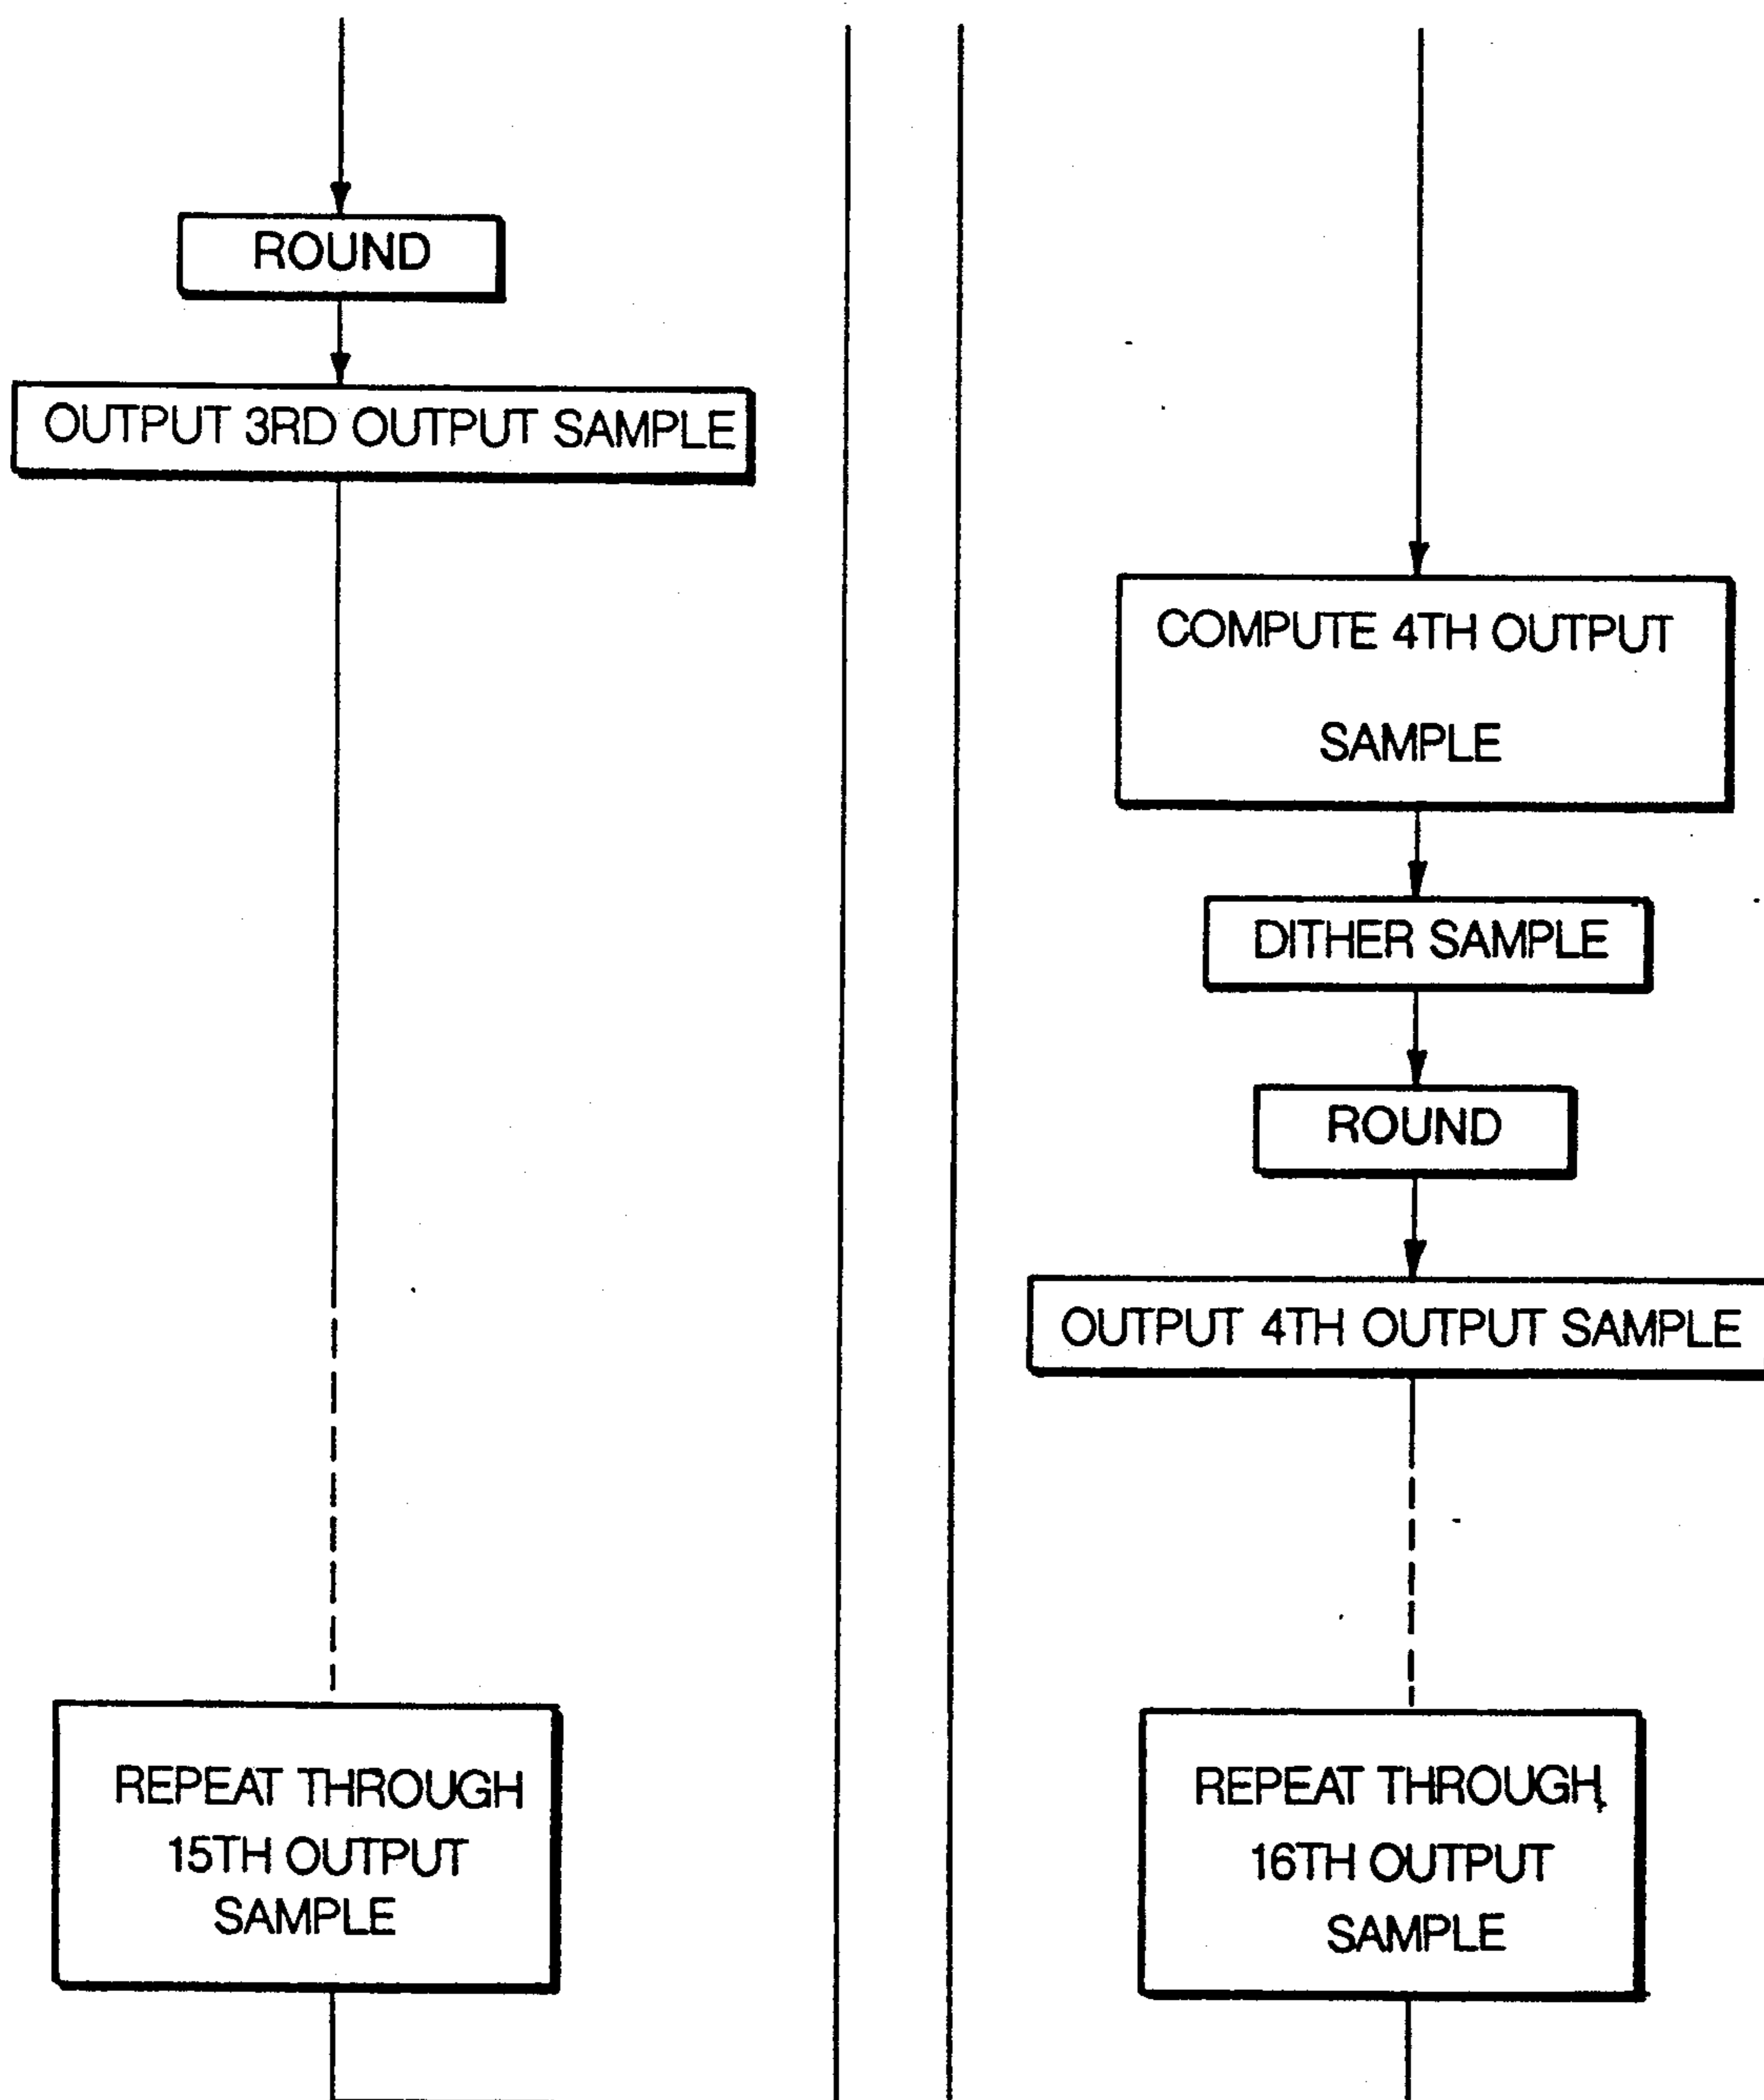 ROUND
OUTPUT 3RD OUTPUT SAMPLE
REPEAT THROUGH
15TH OUTPUT
SAMPLE
COMPUTE 4TH OUTPUT
SAMPLE
DITHER SAMPLE
ROUND
OUTPUT 4TH OUTPUT SAMPLE
REPEAT THROUGH
16TH OUTPUT
SAMPLE